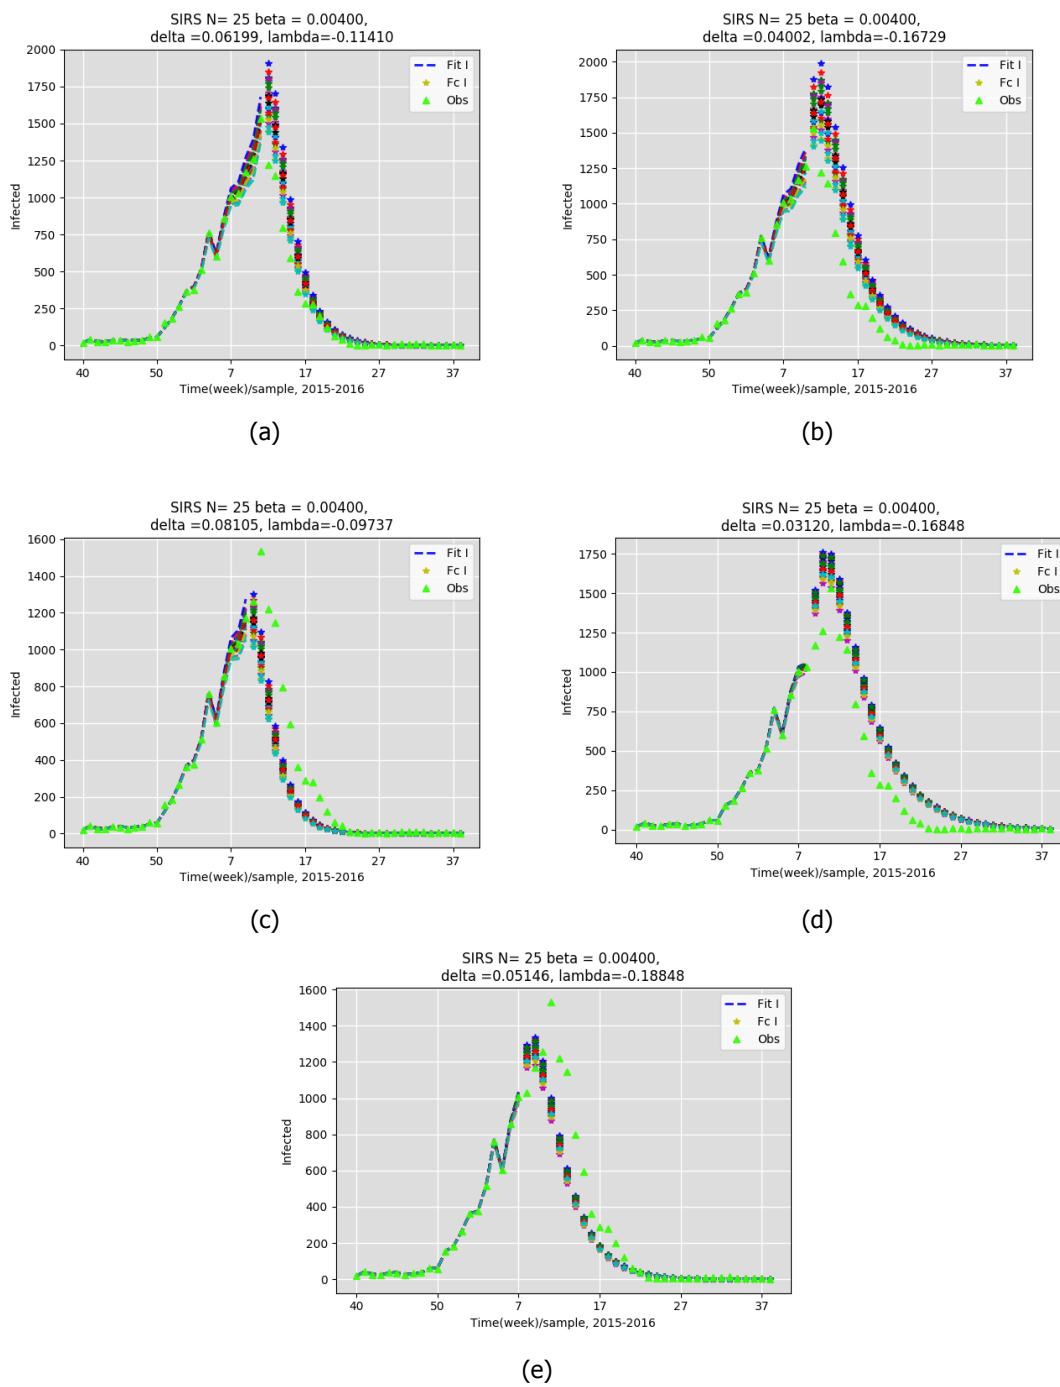 SIRS N= 25 beta = 0.00400,
delta =0.06199, lambda=-0.11410
Infected
2000
1750
1500
1250
1000
750
500
250
0
Fit I
Fc I
Obs
40 50 7 17 27 37
Time(week)/sample, 2015-2016
(a)
SIRS N= 25 beta = 0.00400,
delta =0.04002, lambda=-0.16729
Infected
2000
1750
1500
1250
1000
750
500
250
0
Fit I
Fc I
Obs
40 50 7 17 27 37
Time(week)/sample, 2015-2016
(b)
SIRS N= 25 beta = 0.00400,
delta =0.08105, lambda=-0.09737
Infected
1600
1400
1200
1000
800
600
400
200
0
Fit I
Fc I
Obs
40 50 7 17 27 37
Time(week)/sample, 2015-2016
(c)
SIRS N= 25 beta = 0.00400,
delta =0.03120, lambda=-0.16848
Infected
1750
1500
1250
1000
750
500
250
0
Fit I
Fc I
Obs
40 50 7 17 27 37
Time(week)/sample, 2015-2016
(d)
SIRS N= 25 beta = 0.00400,
delta =0.05146, lambda=-0.18848
Infected
1600
1400
1200
1000
800
600
400
200
0
Fit I
Fc I
Obs
40 50 7 17 27 37
Time(week)/sample, 2015-2016
(e)